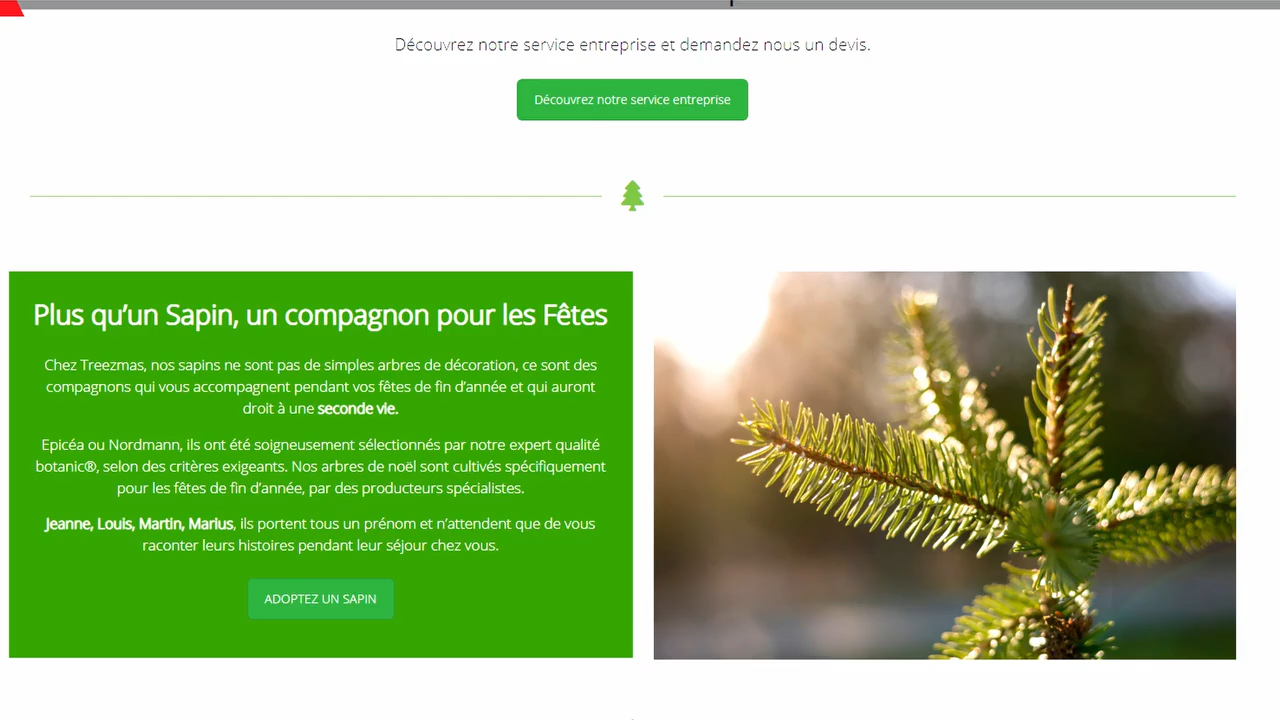 Découvrez notre service entreprise et demandez nous un devis.
Découvrez notre service entreprise
Plus qu’un Sapin, un compagnon pour les Fêtes
Chez Treezmas, nos sapins ne sont pas de simples arbres de décoration, ce sont des
compagnons qui vous accompagnent pendant vos fêtes de fin d’année et qui auront
droit à une seconde vie.
Epicéa ou Nordmann, ils ont été soigneusement sélectionnés par notre expert qualité
botanic®, selon des critères exigeants. Nos arbres de noël sont cultivés spécifiquement
pour les fêtes de fin d’année, par des producteurs spécialistes.
Jeanne, Louis, Martin, Marius, ils portent tous un prénom et n’attendent que de vous
raconter leurs histoires pendant leur séjour chez vous.
ADOPTEZ UN SAPIN